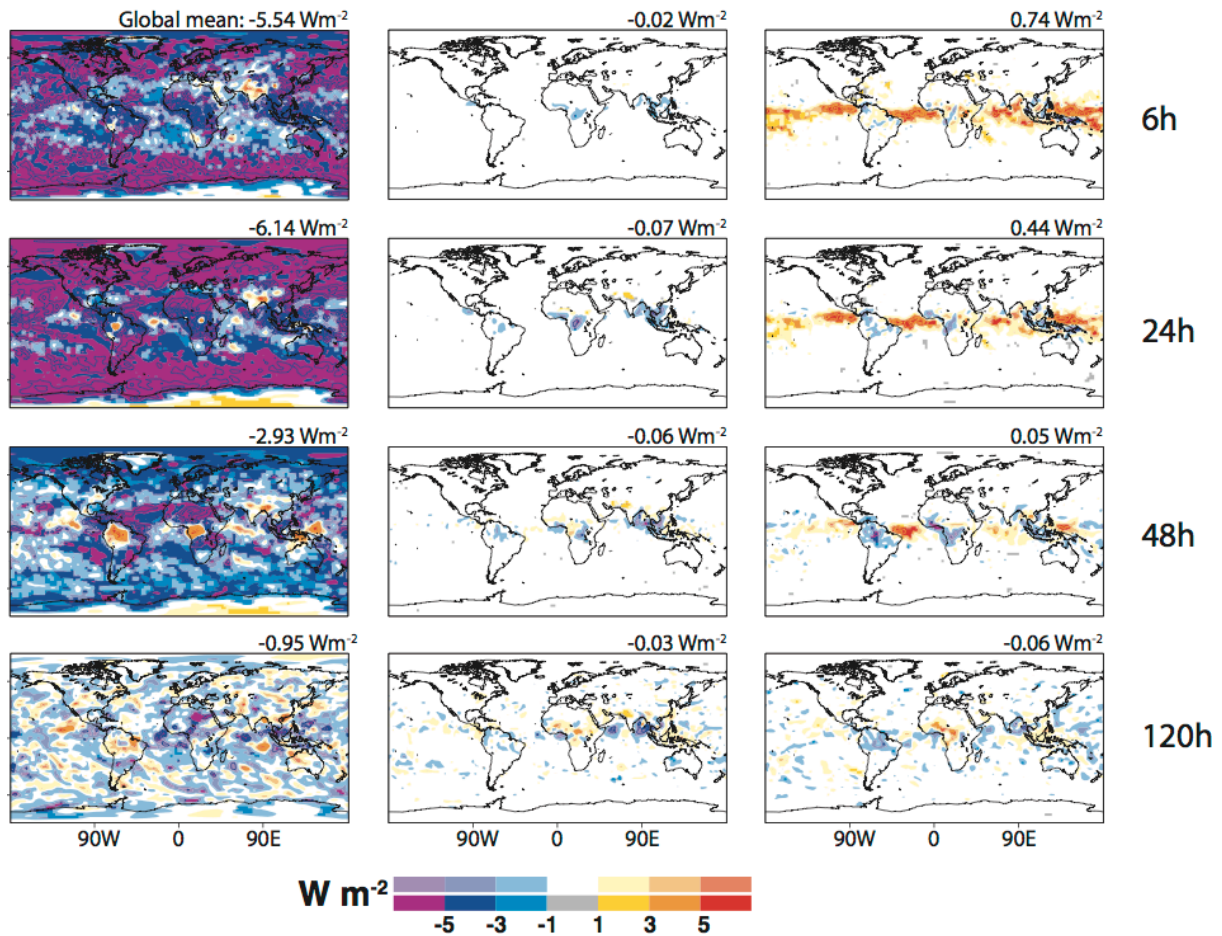 Global mean: -5.54 Wm-2
-0.02 Wm-2
0.74 Wm-2
6h
-6.14 Wm-2
-0.07 Wm-2
0.44 Wm-2
24h
-2.93 Wm-2
-0.06 Wm-2
0.05 Wm-2
48h
-0.95 Wm-2
-0.03 Wm-2
-0.06 Wm-2
120h
90W 0 90E
90W 0 90E
90W 0 90E
W m-2
-5 -3 -1 1 3 5